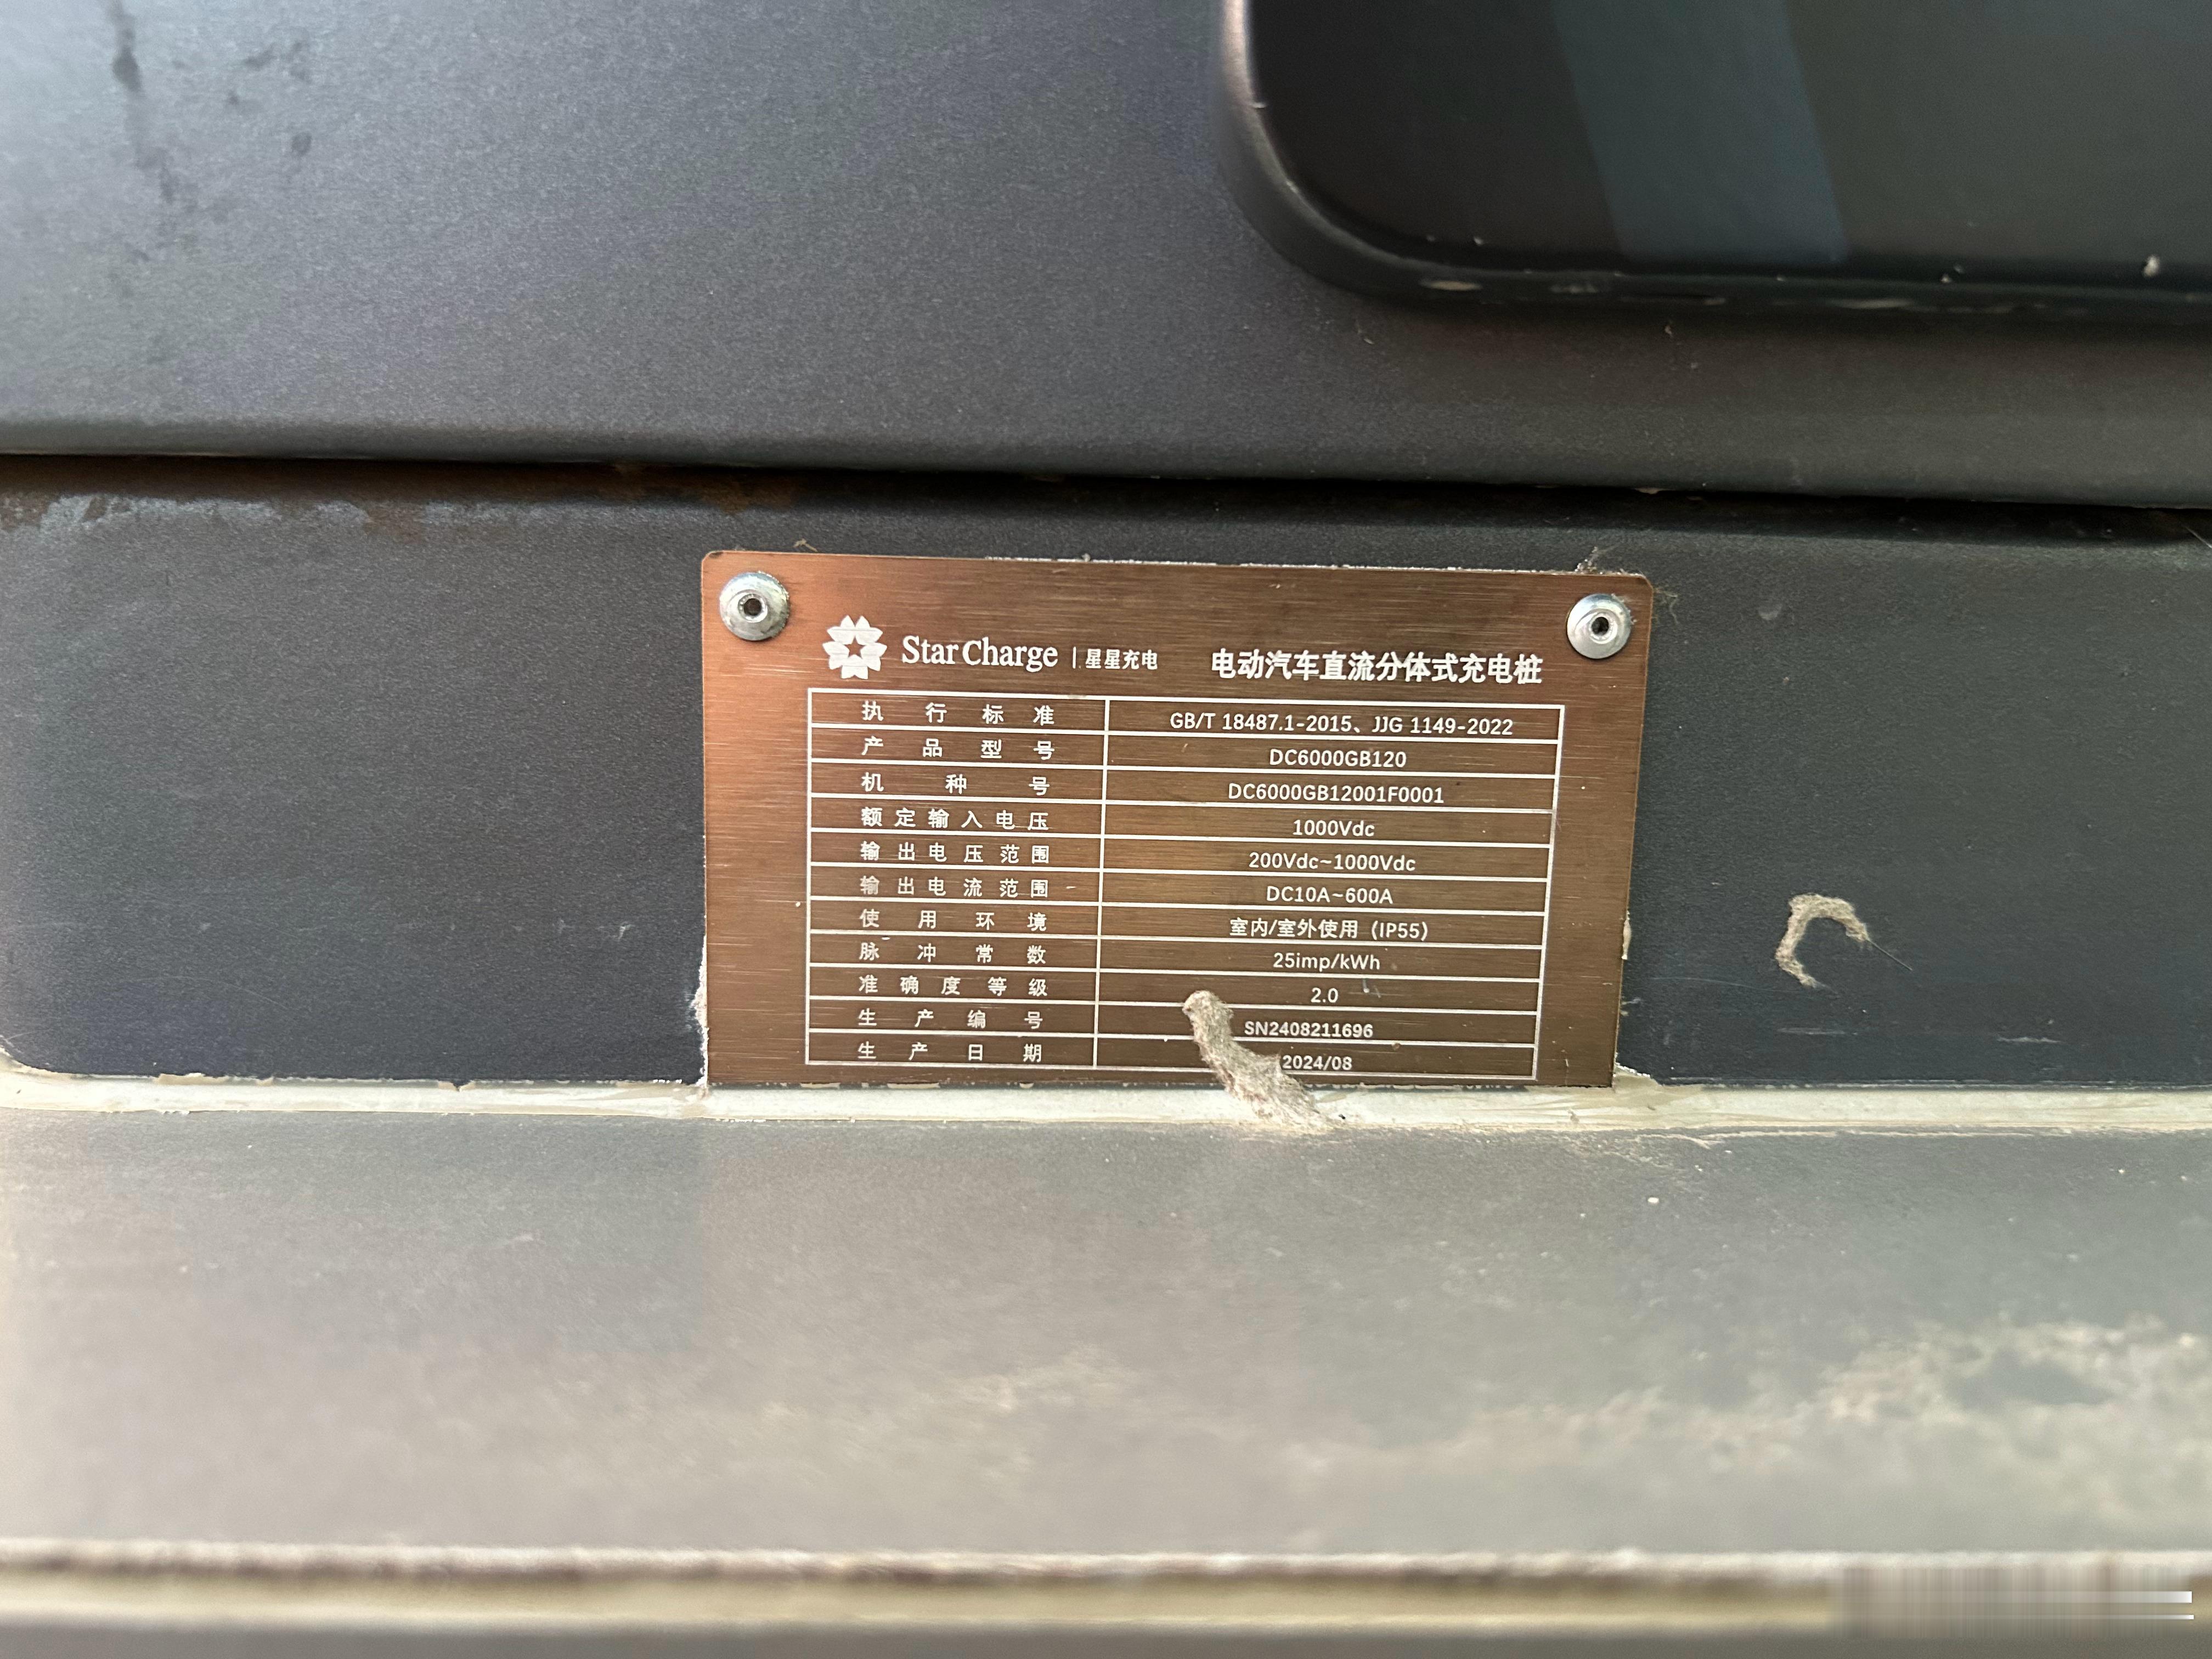 StarCharge | 星星充电 电动汽车直流分体式充电桩
执行标准 GB/T 18487.1-2015、JJG 1149-2022
产品型号 DC6000GB120
机种号 DC6000GB12001F0001
额定输入电压 1000Vdc
输出电压范围 200Vdc~1000Vdc
输出电流范围 DC10A~600A
使用环境 室内/室外使用（IP55）
脉冲常数 25imp/kWh
准确度等级 2.0
生产编号 SN2408211696
生产日期 2024/08